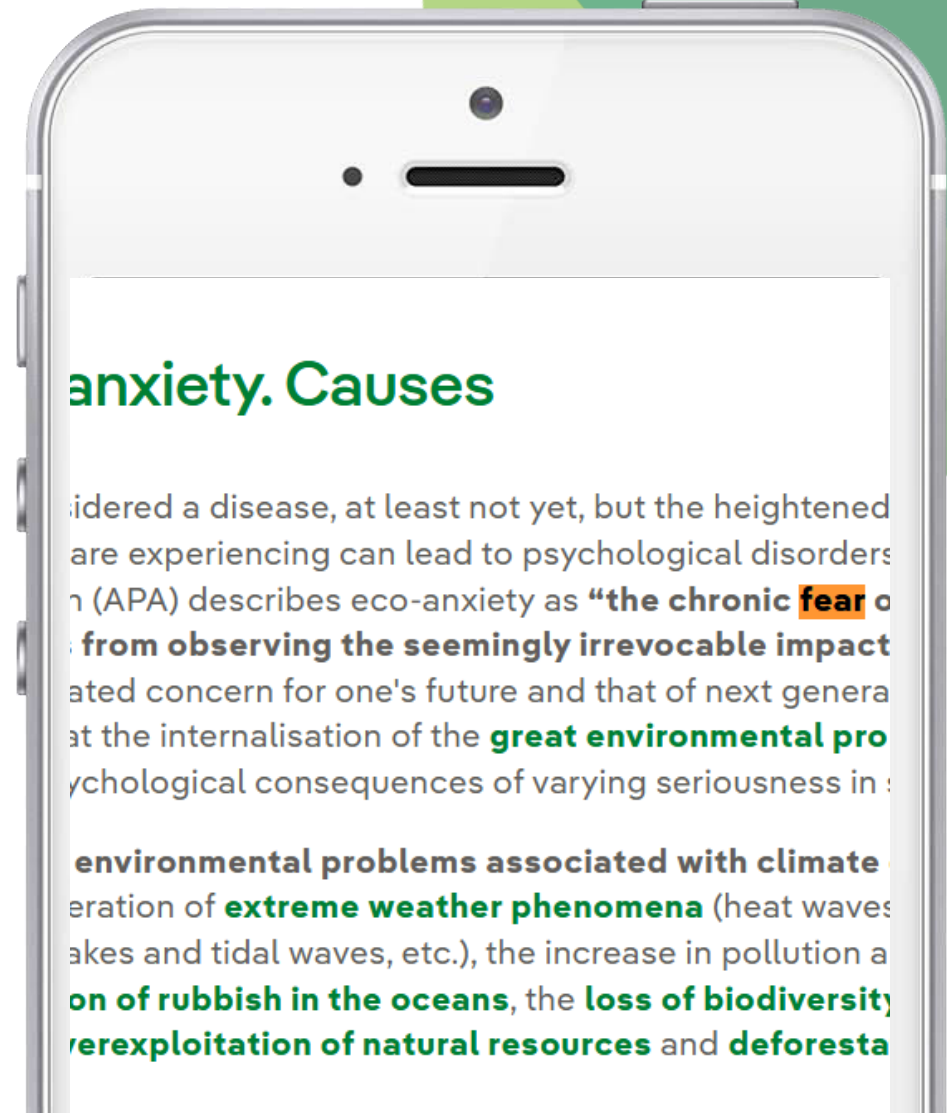 anxiety. Causes
idered a disease, at least not yet, but the heightened
are experiencing can lead to psychological disorders
n (APA) describes eco-anxiety as “the chronic fear o
from observing the seemingly irrevocable impact
ated concern for one's future and that of next genera
at the internalisation of the great environmental pro
ychological consequences of varying seriousness in
environmental problems associated with climate
eration of extreme weather phenomena (heat waves
akes and tidal waves, etc.), the increase in pollution a
on of rubbish in the oceans, the loss of biodiversity
verexploitation of natural resources and deforesta